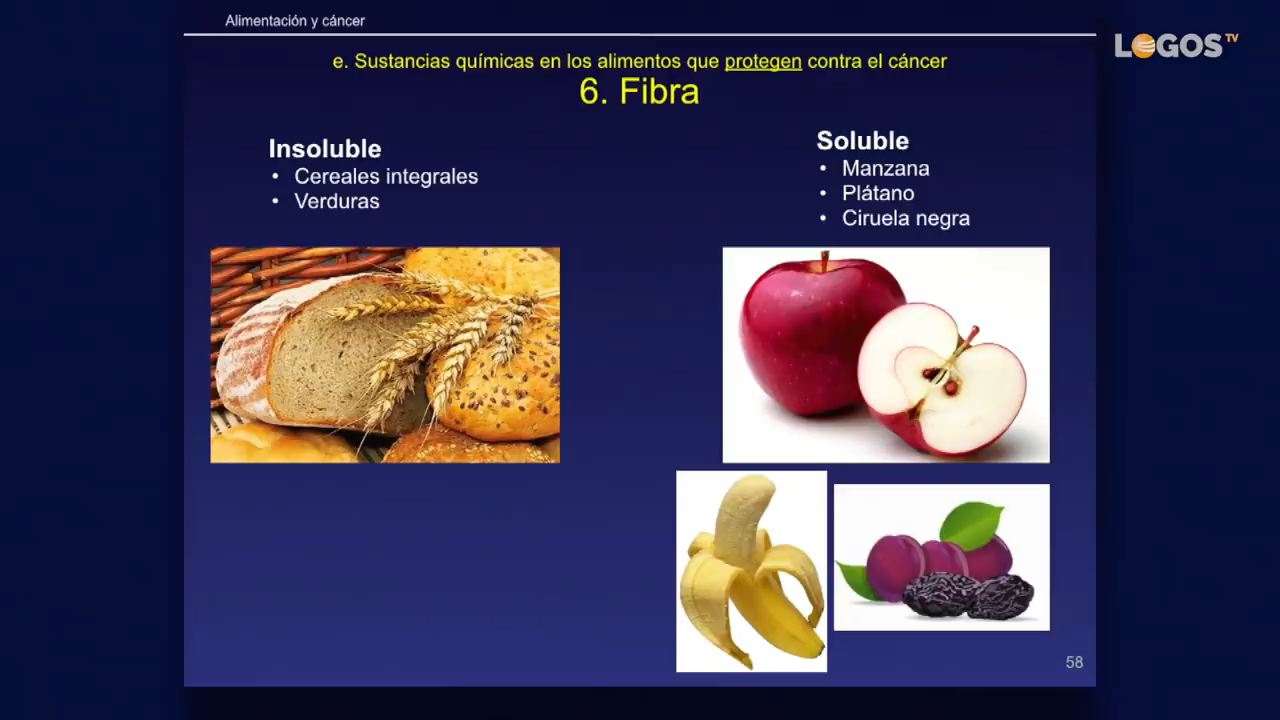 Alimentación y cáncer
LOGOS TV
e. Sustancias químicas en los alimentos que protegen contra el cáncer
6. Fibra
Insoluble
• Cereales integrales
• Verduras
Soluble
• Manzana
• Plátano
• Ciruela negra
58